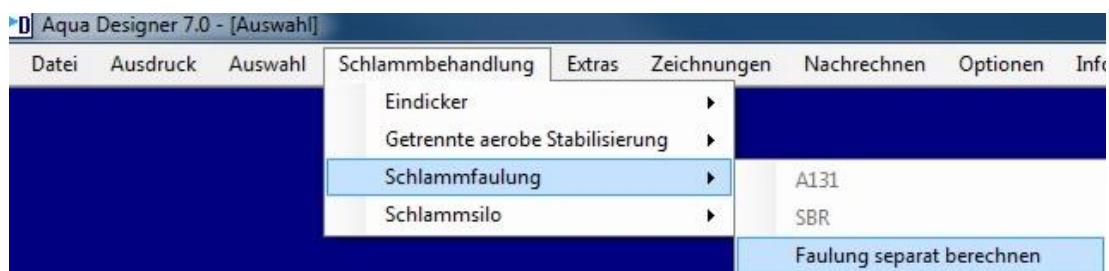 Aqua Designer 7.0 - [Auswahl]
Datei Ausdruck Auswahl Schlammbehandlung Extras Zeichnungen Nachrechnen Optionen
Eindicker
Getrennte aerobe Stabilisierung
Schlammfaulung
A131
Schlammsilo
SBR
Faulung separat berechnen